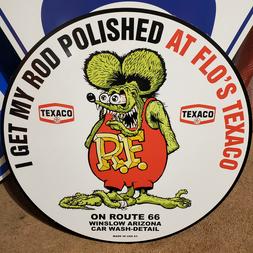 I GET MY ROD POLISHED AT FLO'S TEXACO
TEXACO
R.F.
TEXACO
ON ROUTE 66
WINSLOW ARIZONA
CAR WASH-DETAIL